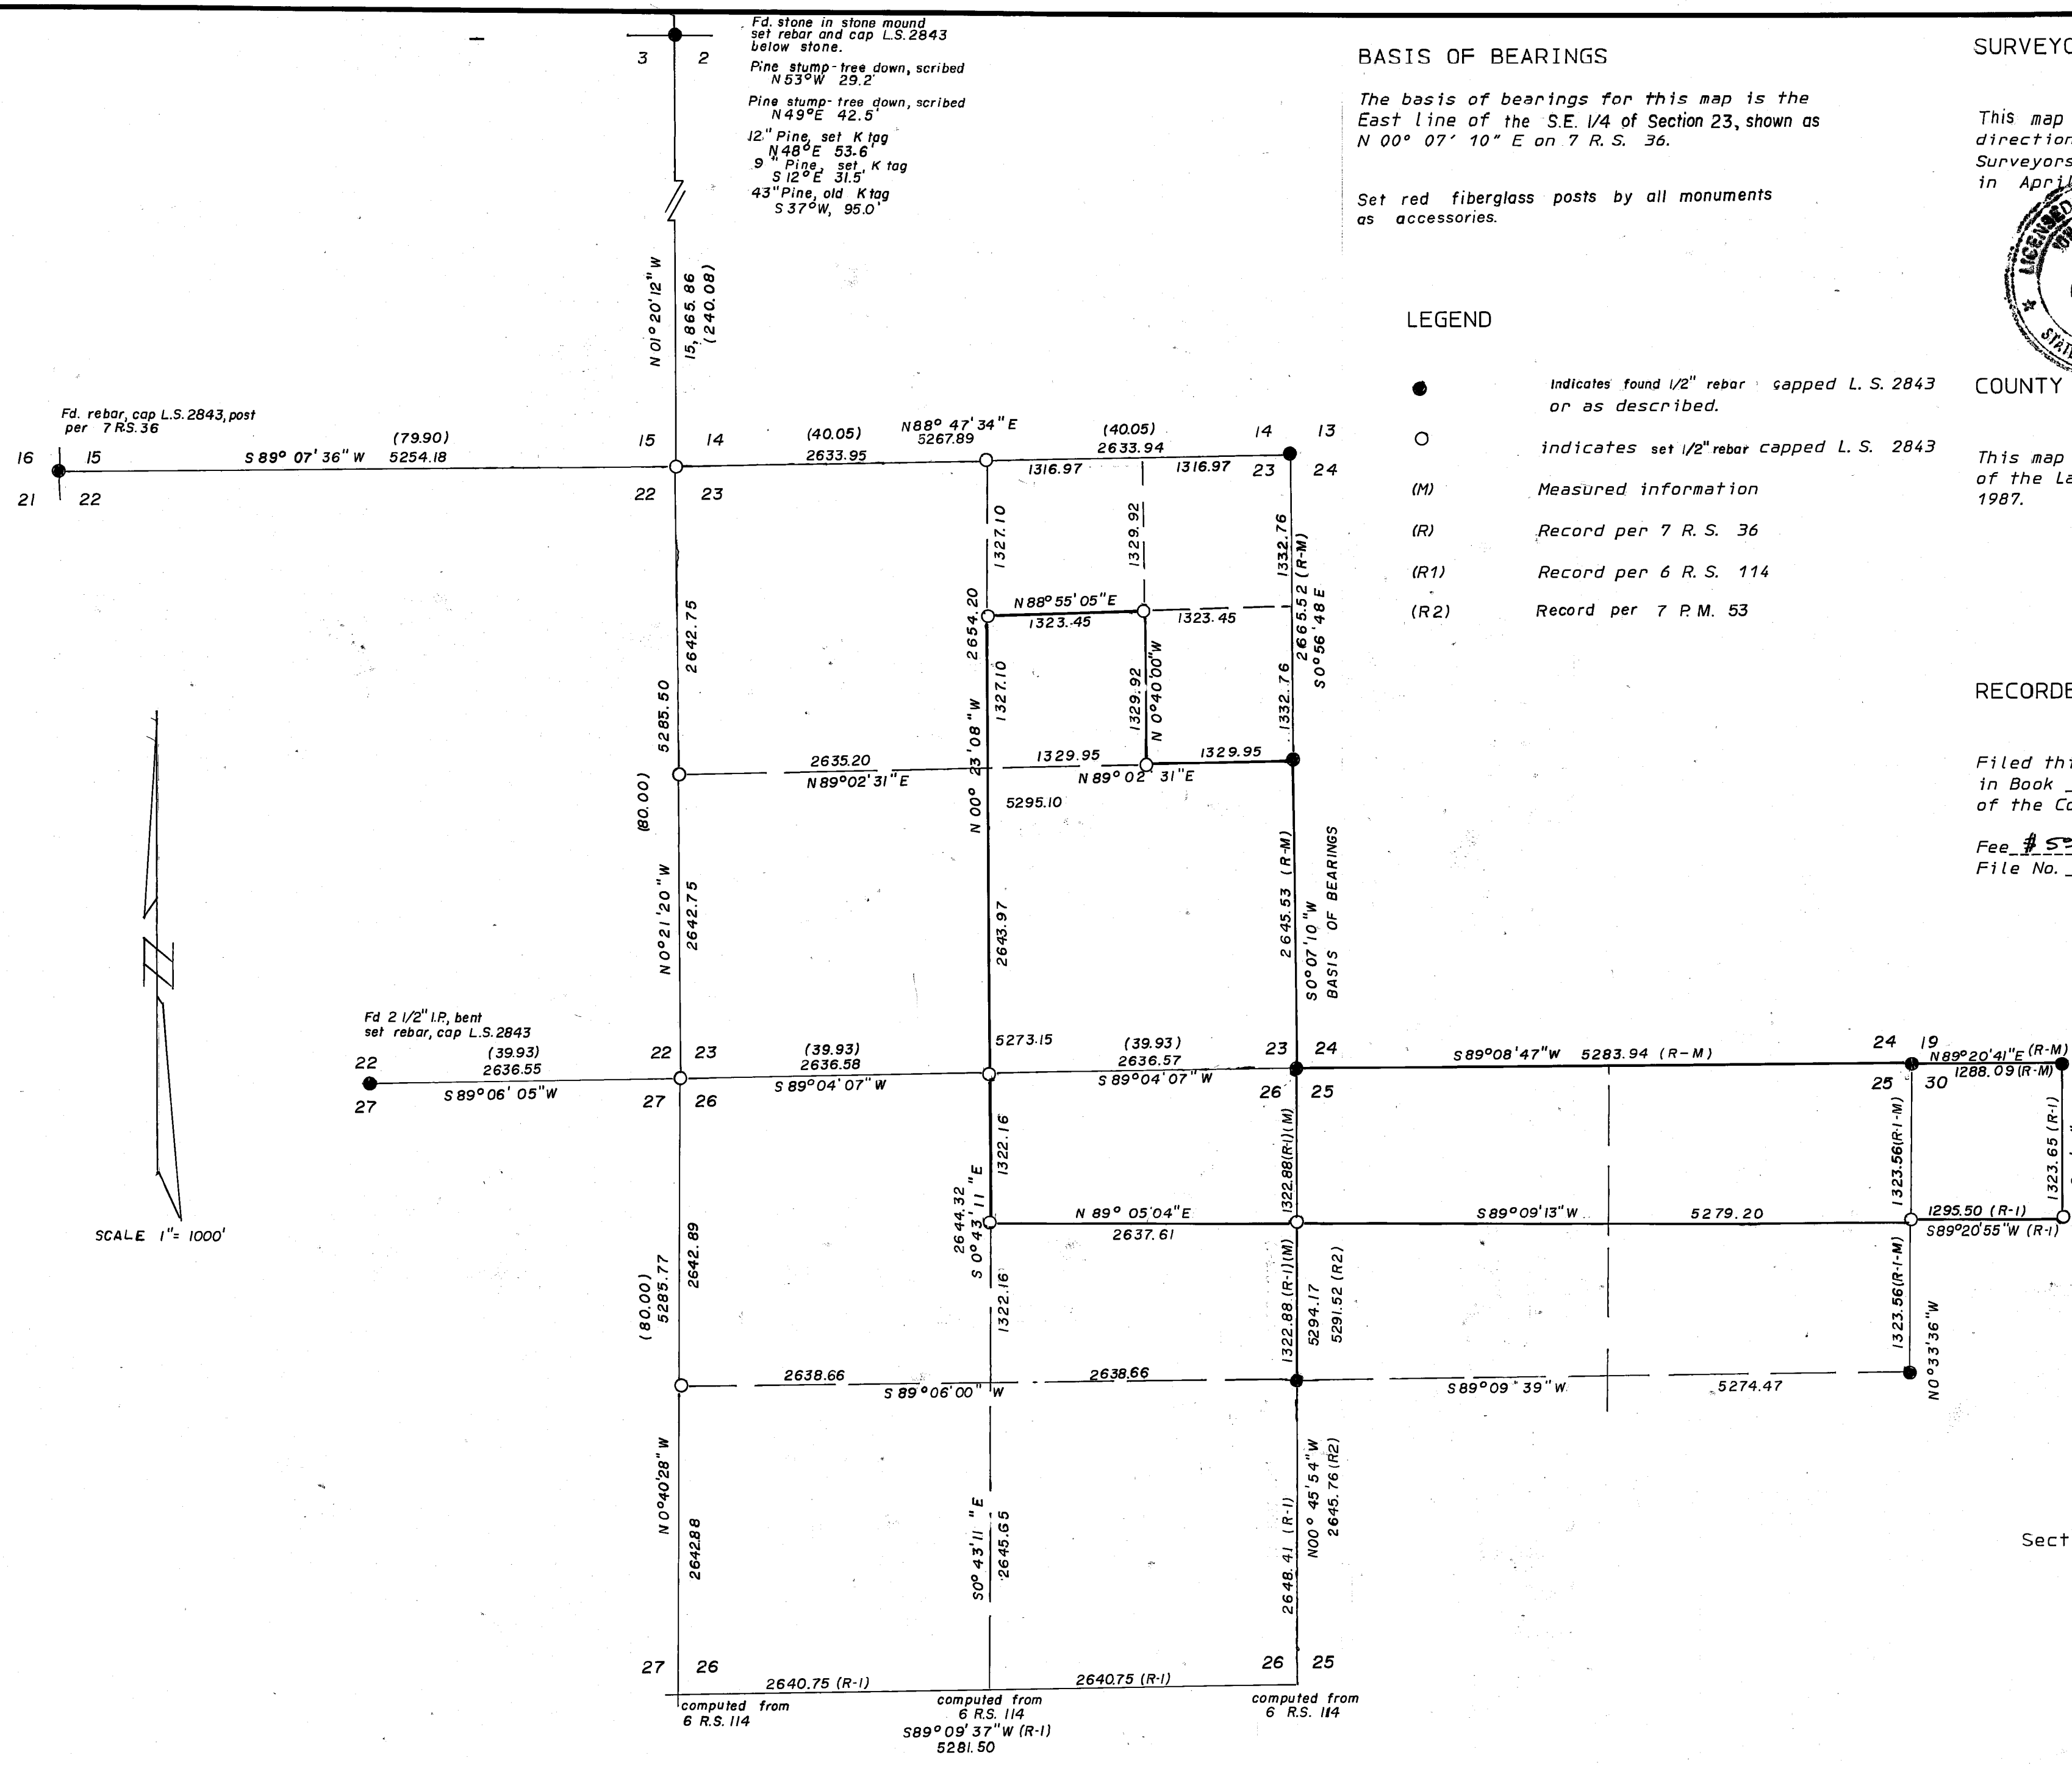 Fd. stone in stone mound
set rebar and cap L.S. 2843
below stone.
Pine stump-tree down, scribed
N 53° W 29.2'
Pine stump-tree down, scribed
N 49° E 42.5'
12" Pine, set K tag
N 48° E 53.6'
9" Pine, set K tag
S 12° E 31.5'
43" Pine, old K tag
S 37° W, 95.0'
3 2
N 01° 20' 12" W
15,865.86
(240.08)
BASIS OF BEARINGS
The basis of bearings for this map is the
East line of the S.E. 1/4 of Section 23, shown as
N 00° 07' 10" E on 7 R.S. 36.
Set red fiberglass posts by all monuments
as accessories.
LEGEND
Indicates found 1/2" rebar capped L.S. 2843
or as described.
indicates set 1/2" rebar capped L.S. 2843
(M) Measured information
(R) Record per 7 R.S. 36
(R1) Record per 6 R.S. 114
(R2) Record per 7 P.M. 53
SURVEYO
This map
direction
Surveyors
in April
LICENSED
COUNTY
This map
of the La
1987.
RECORDE
Filed thi
in Book
of the Co
Fee $ 5
File No.
Sect
Fd. rebar, cap L.S. 2843, post
per 7 R.S. 36
16 15
21 22
(79.90)
S 89° 07' 36" W 5254.18
15 14
22 23
(40.05)
2633.95
N 88° 47' 34" E
5267.89
(40.05)
2633.94
1316.97
1316.97
14 13
23 24
1327.10
1329.92
1332.76
2642.75
2654.20
N 88° 55' 05" E
1323.45
1323.45
2665.52 (R-M)
S 0° 56' 48 E
1327.10
1329.92
N 0° 40' 00" W
1332.76
5285.50
(80.00)
N 0° 21' 20" W
2642.75
2635.20
N 89° 02' 31" E
1329.95
1329.95
N 89° 02' 31" E
N 00° 23' 08" W
5295.10
2643.97
2645.53 (R-M)
S 0° 07' 10" W
BASIS OF BEARINGS
SCALE 1" = 1000'
Fd 2 1/2" I.P., bent
set rebar, cap L.S. 2843
22
27
(39.93)
2636.55
S 89° 06' 05" W
22 23
27 26
(39.93)
2636.58
S 89° 04' 07" W
5273.15
(39.93)
2636.57
S 89° 04' 07" W
23 24
26 25
S 89° 08' 47" W 5283.94 (R-M)
24 19
25 30
N 89° 20' 41" E (R-M)
1288.09 (R-M)
1322.16
1322.88 (R-1)(M)
1323.56 (R-1-M)
1323.65 (R-1)
2644.32
S 0° 43' 11" E
N 89° 05' 04" E
2637.61
S 89° 09' 13" W
5279.20
1295.50 (R-1)
S 89° 20' 55" W (R-1)
(80.00)
5285.77
2642.89
1322.16
1322.88 (R-1)(M)
5294.17
5291.52 (R2)
1323.56 (R-1-M)
N 0° 33' 36" W
2638.66
S 89° 06' 00" W
2638.66
S 89° 09' 39" W
5274.47
N 0° 40' 28" W
2642.88
S 0° 43' 11" E
2645.65
2648.41 (R-1)
N 00° 45' 54" W
2645.76 (R2)
27 26
26 25
2640.75 (R-1)
2640.75 (R-1)
computed from
6 R.S. 114
computed from
6 R.S. 114
S 89° 09' 37" W (R-1)
5281.50
computed from
6 R.S. 114